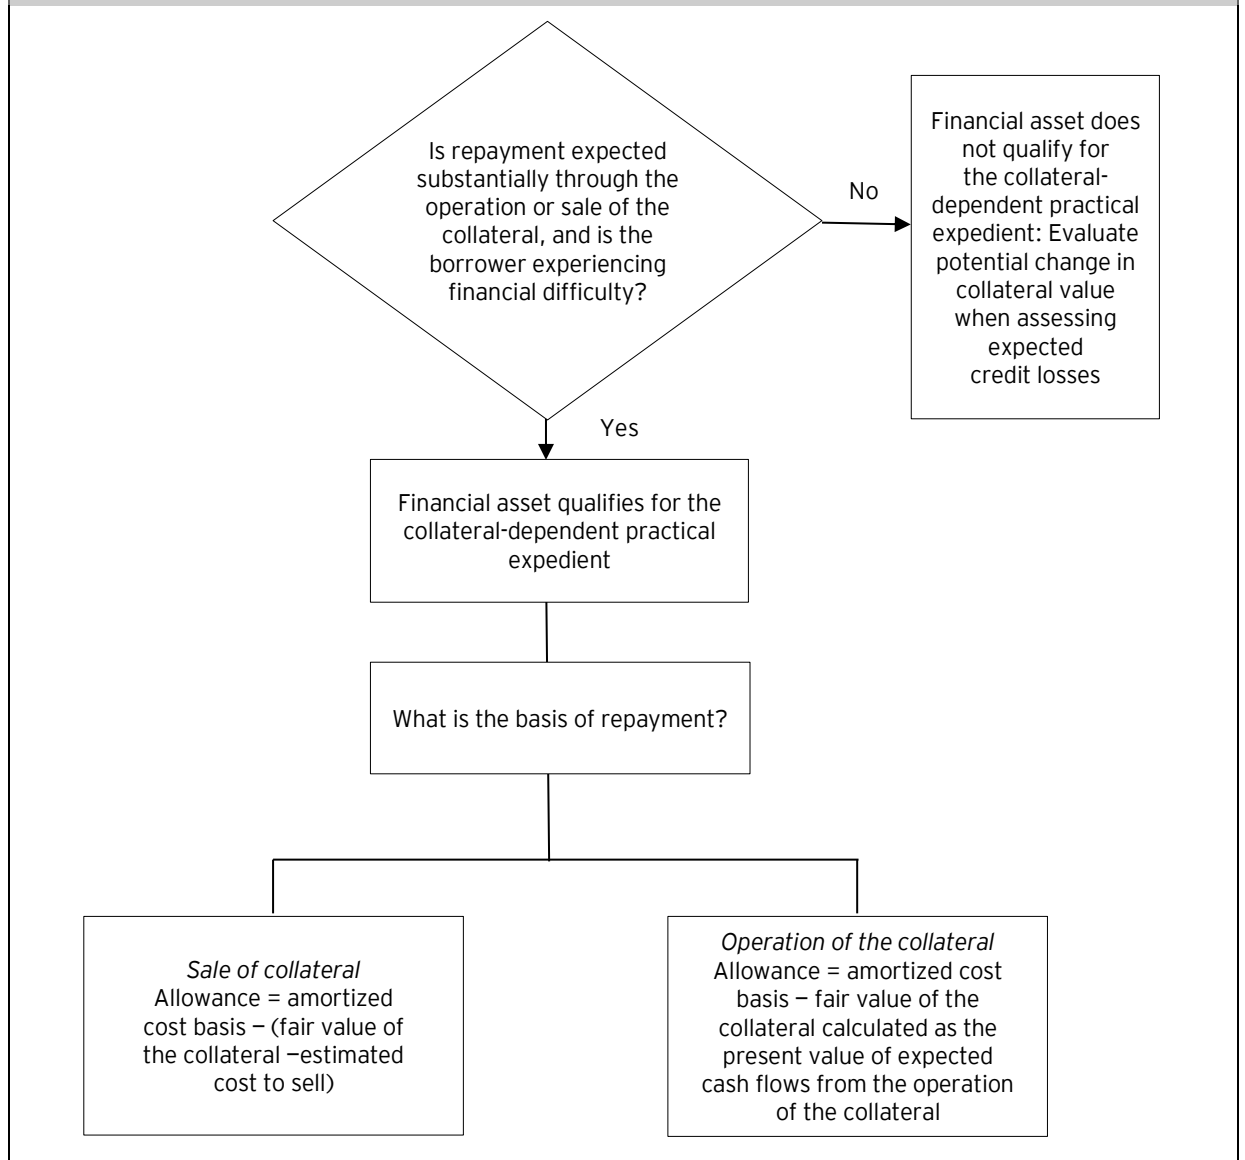 Is repayment expected
substantially through the
operation or sale of the
collateral, and is the
borrower experiencing
financial difficulty?
No
Financial asset does
not qualify for
the collateral-
dependent practical
expedient: Evaluate
potential change in
collateral value
when assessing
expected
credit losses
Yes
Financial asset qualifies for the
collateral-dependent practical
expedient
What is the basis of repayment?
Sale of collateral
Allowance = amortized
cost basis – (fair value of
the collateral –estimated
cost to sell)
Operation of the collateral
Allowance = amortized cost
basis – fair value of the
collateral calculated as the
present value of expected
cash flows from the operation
of the collateral